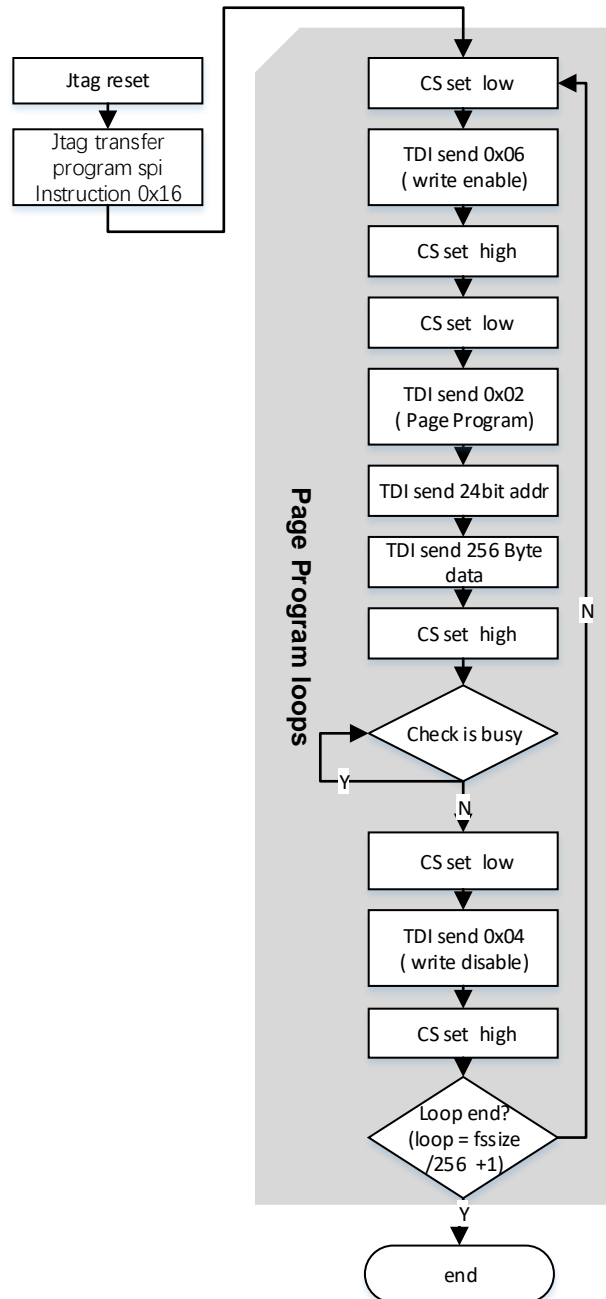 Jtag reset
Jtag transfer
program spi
Instruction 0x16
CS set low
TDI send 0x06
( write enable)
CS set high
CS set low
TDI send 0x02
( Page Program)
TDI send 24bit addr
TDI send 256 Byte
data
CS set high
Check is busy
Y
N
CS set low
TDI send 0x04
( write disable)
CS set high
Loop end?
(loop = fssize
/256 +1)
Y
end
N
Page Program loops